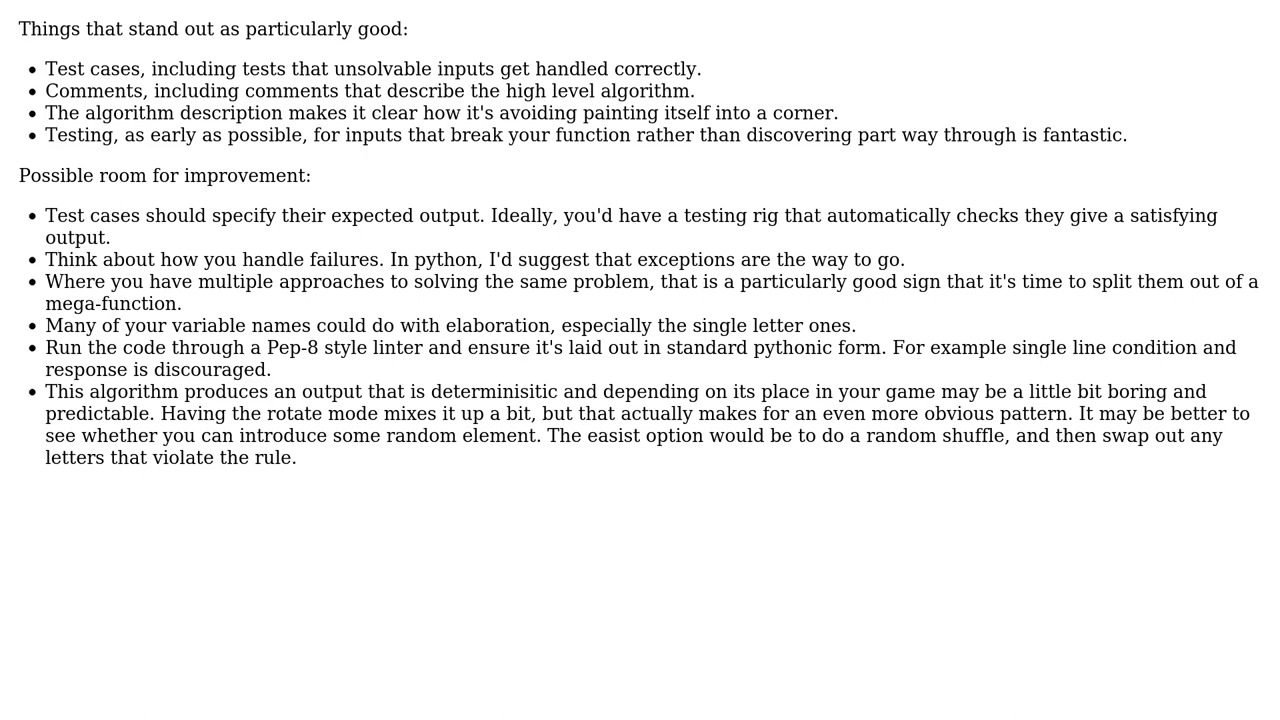 Things that stand out as particularly good:
• Test cases, including tests that unsolvable inputs get handled correctly.
• Comments, including comments that describe the high level algorithm.
• The algorithm description makes it clear how it's avoiding painting itself into a corner.
• Testing, as early as possible, for inputs that break your function rather than discovering part way through is fantastic.
Possible room for improvement:
• Test cases should specify their expected output. Ideally, you'd have a testing rig that automatically checks they give a satisfying
output.
• Think about how you handle failures. In python, I'd suggest that exceptions are the way to go.
• Where you have multiple approaches to solving the same problem, that is a particularly good sign that it's time to split them out of a
mega-function.
• Many of your variable names could do with elaboration, especially the single letter ones.
• Run the code through a Pep-8 style linter and ensure it's laid out in standard pythonic form. For example single line condition and
response is discouraged.
• This algorithm produces an output that is determinisitic and depending on its place in your game may be a little bit boring and
predictable. Having the rotate mode mixes it up a bit, but that actually makes for an even more obvious pattern. It may be better to
see whether you can introduce some random element. The easist option would be to do a random shuffle, and then swap out any
letters that violate the rule.